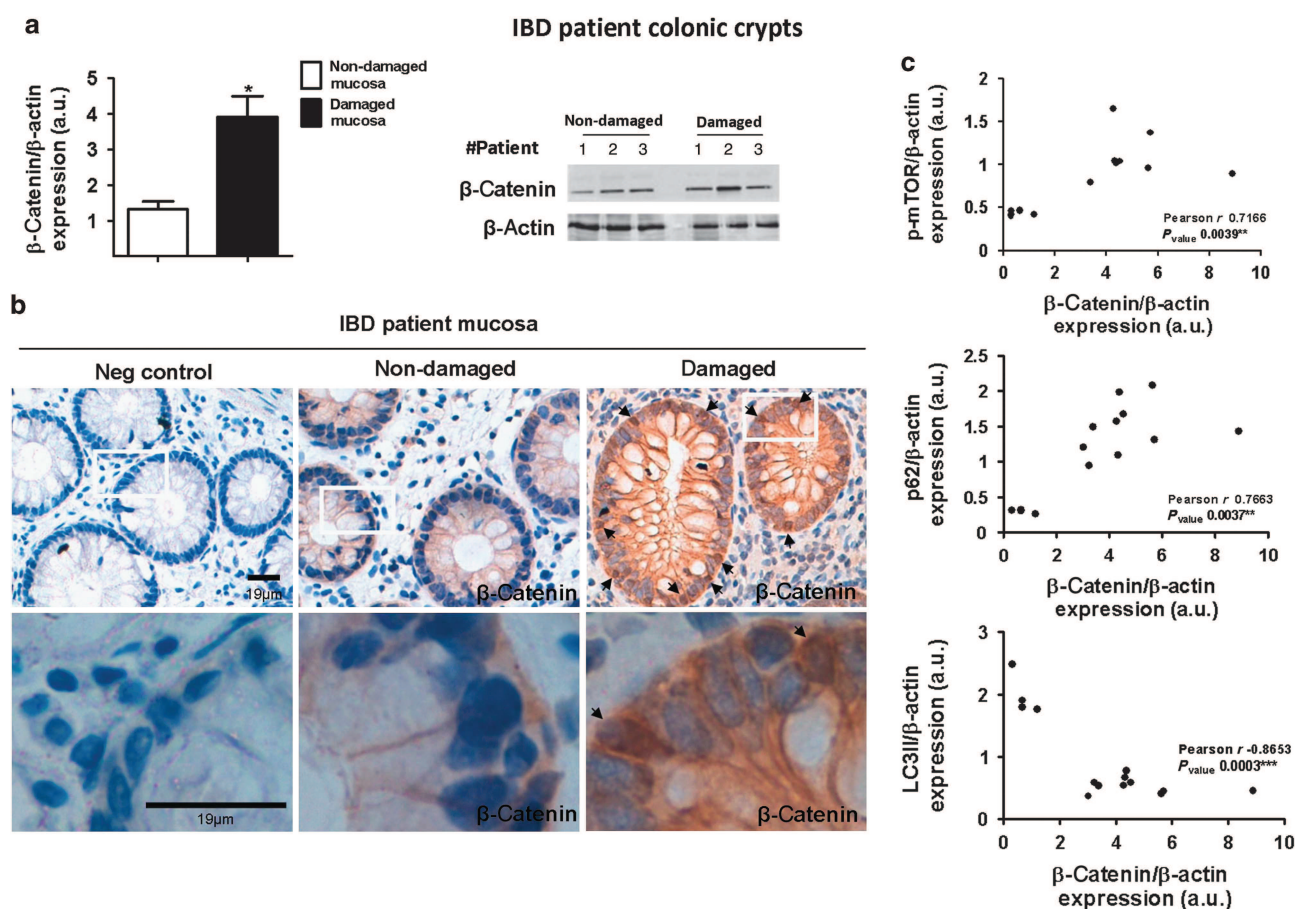 a
IBD patient colonic crypts
β-Catenin/β-actin
expression (a.u.)
5
4
3
2
1
*
Non-damaged
mucosa
Damaged
mucosa
Non-damaged Damaged
#Patient 1 2 3 1 2 3
β-Catenin
β-Actin
b
IBD patient mucosa
Neg control Non-damaged Damaged
19μm
β-Catenin
β-Catenin
19μm
β-Catenin
β-Catenin
c
p-mTOR/β-actin
expression (a.u.)
2
1.5
1
0.5
0
Pearson r 0.7166
Pvalue 0.0039**
0 2 4 6 8 10
β-Catenin/β-actin
expression (a.u.)
p62/β-actin
expression (a.u.)
2.5
2
1.5
1
0.5
0
Pearson r 0.7663
Pvalue 0.0037**
0 2 4 6 8 10
β-Catenin/β-actin
expression (a.u.)
LC3II/β-actin
expression (a.u.)
3
2
1
0
Pearson r -0.8653
Pvalue 0.0003***
0 2 4 6 8 10
β-Catenin/β-actin
expression (a.u.)